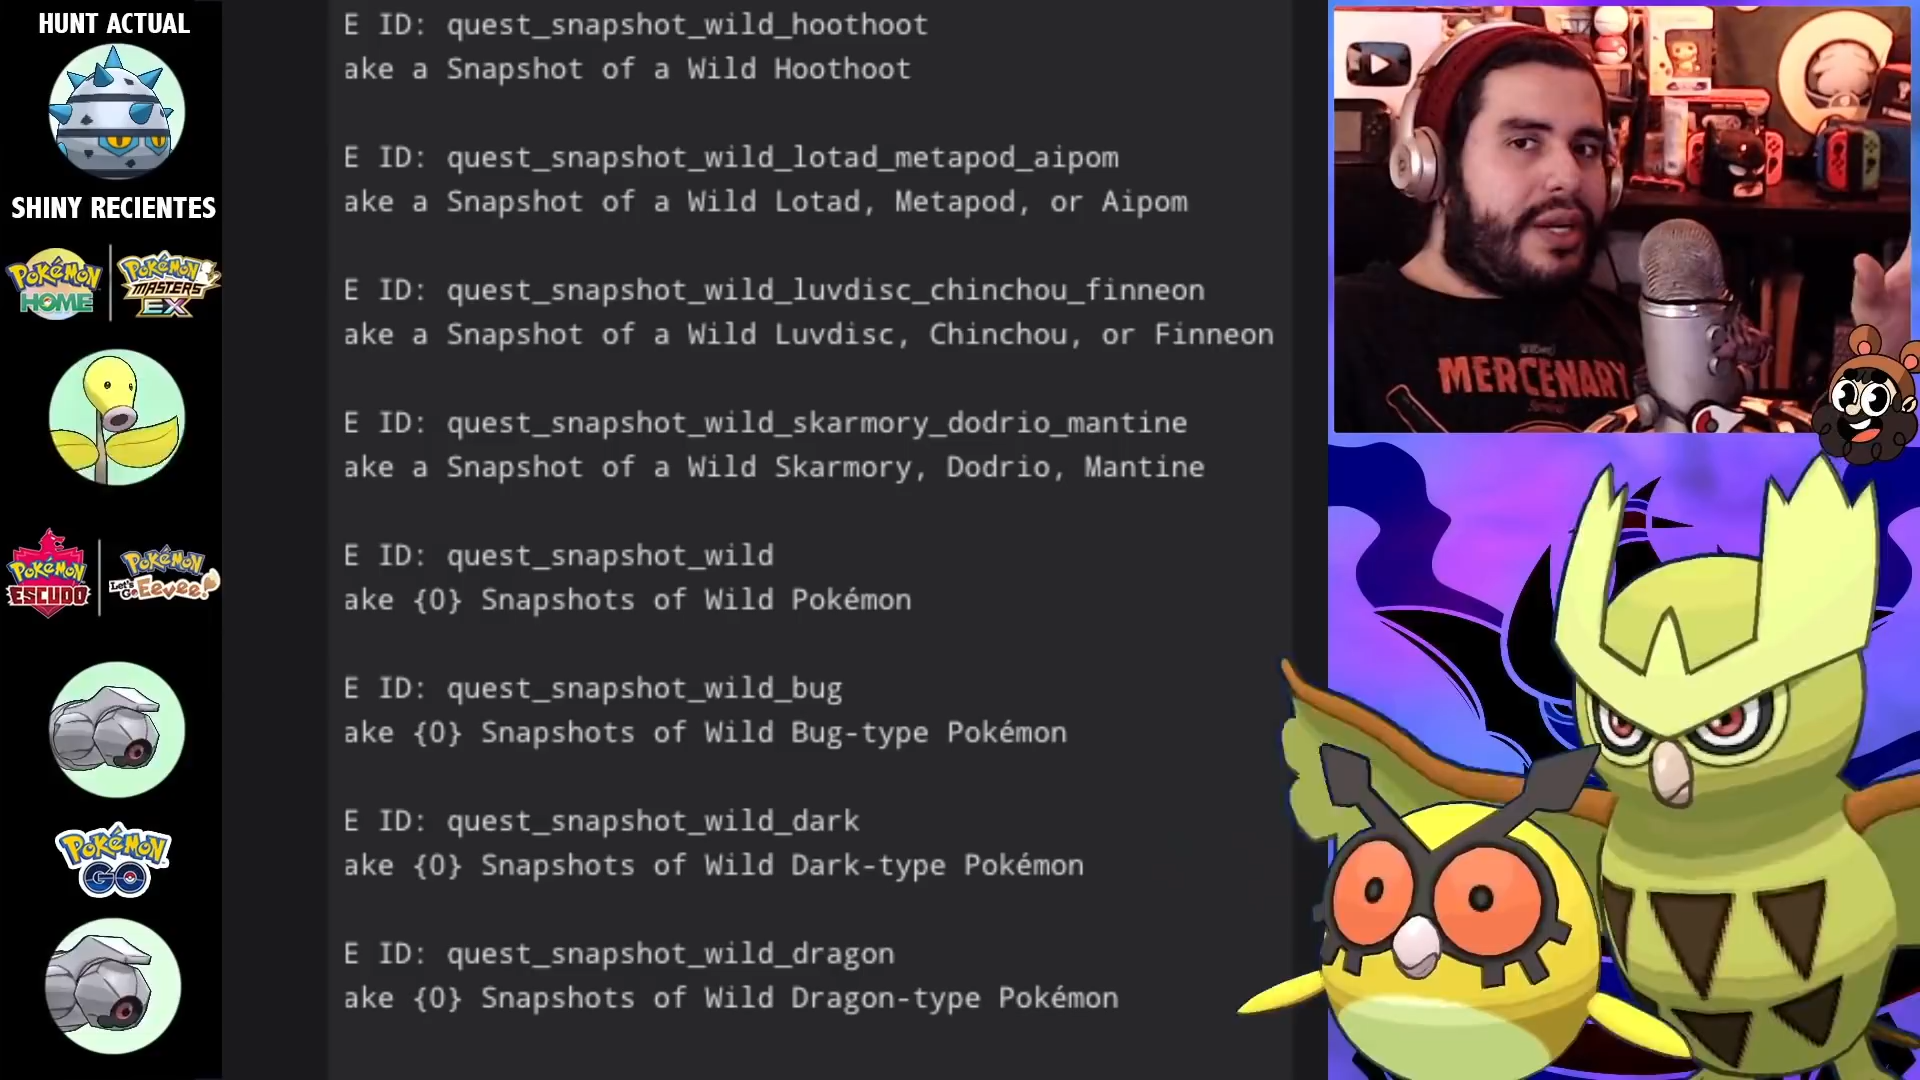 HUNT ACTUAL
SHINY RECIENTES
POKÉMON HOME
POKÉMON MASTERS EX
POKÉMON ESCUDO
POKÉMON Let's Go Eevee!
POKÉMON GO
E ID: quest_snapshot_wild_hoothoot
ake a Snapshot of a Wild Hoothoot
E ID: quest_snapshot_wild_lotad_metapod_aipom
ake a Snapshot of a Wild Lotad, Metapod, or Aipom
E ID: quest_snapshot_wild_luvdisc_chinchou_finneon
ake a Snapshot of a Wild Luvdisc, Chinchou, or Finneon
E ID: quest_snapshot_wild_skarmory_dodrio_mantine
ake a Snapshot of a Wild Skarmory, Dodrio, Mantine
E ID: quest_snapshot_wild
ake {0} Snapshots of Wild Pokémon
E ID: quest_snapshot_wild_bug
ake {0} Snapshots of Wild Bug-type Pokémon
E ID: quest_snapshot_wild_dark
ake {0} Snapshots of Wild Dark-type Pokémon
E ID: quest_snapshot_wild_dragon
ake {0} Snapshots of Wild Dragon-type Pokémon
MERCENARY